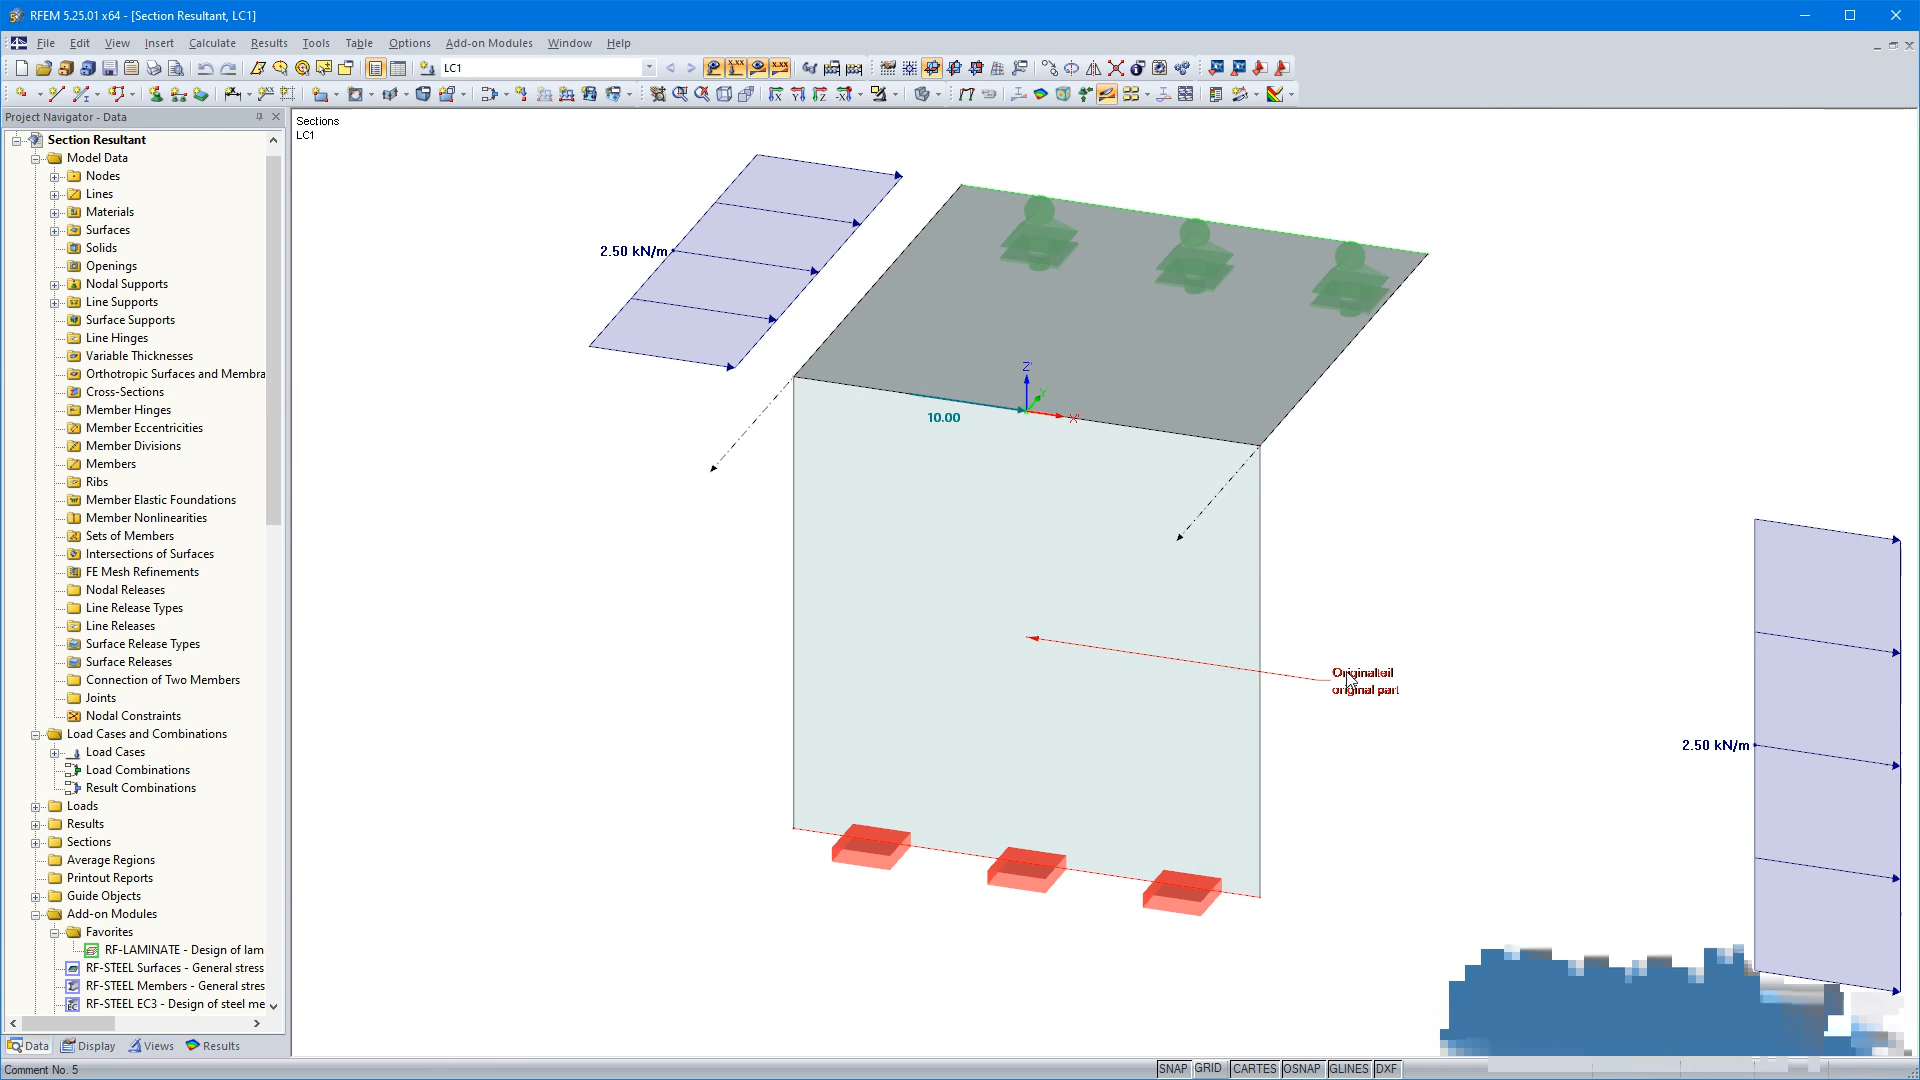 RFEM 5.25.01 x64 - [Section Resultant, LC1]
File Edit View Insert Calculate Results Tools Table Options Add-on Modules Window Help
LC1
Project Navigator - Data
Section Resultant
Model Data
Nodes
Lines
Materials
Surfaces
Solids
Openings
Nodal Supports
Line Supports
Surface Supports
Line Hinges
Variable Thicknesses
Orthotropic Surfaces and Membra
Cross-Sections
Member Hinges
Member Eccentricities
Member Divisions
Members
Ribs
Member Elastic Foundations
Member Nonlinearities
Sets of Members
Intersections of Surfaces
FE Mesh Refinements
Nodal Releases
Line Release Types
Line Releases
Surface Release Types
Surface Releases
Connection of Two Members
Joints
Nodal Constraints
Load Cases and Combinations
Load Cases
Load Combinations
Result Combinations
Loads
Results
Sections
Average Regions
Printout Reports
Guide Objects
Add-on Modules
Favorites
RF-LAMINATE - Design of lam
RF-STEEL Surfaces - General stress
RF-STEEL Members - General stres
RF-STEEL EC3 - Design of steel me
Data Display Views Results
Sections
LC1
2.50 kN/m
Z'
Y'
X'
10.00
original part
2.50 kN/m
Comment No. 5
SNAP GRID CARTES OSNAP GLINES DXF